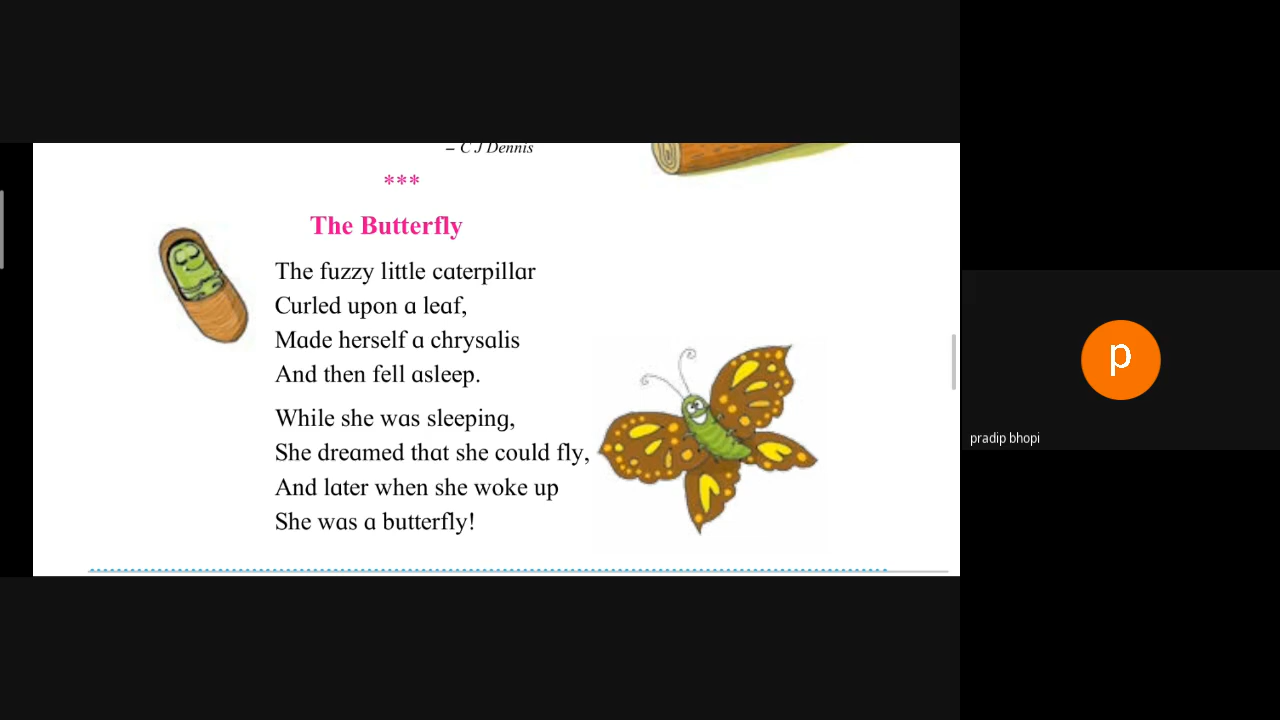 – C J Dennis
***
The Butterfly
The fuzzy little caterpillar
Curled upon a leaf,
Made herself a chrysalis
And then fell asleep.
While she was sleeping,
She dreamed that she could fly,
And later when she woke up
She was a butterfly!
p
pradip bhopi